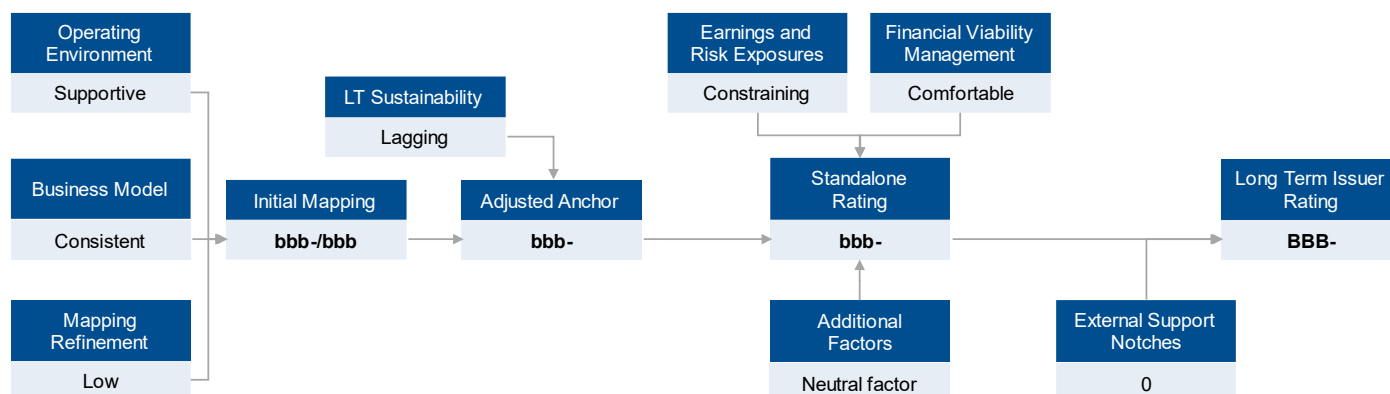 Operating
Environment
Supportive
Business Model
Consistent
Mapping
Refinement
Low
Initial Mapping
bbb-/bbb
LT Sustainability
Lagging
Adjusted Anchor
bbb-
Earnings and
Risk Exposures
Constraining
Financial Viability
Management
Comfortable
Standalone
Rating
bbb-
Additional
Factors
Neutral factor
External Support
Notches
0
Long Term Issuer
Rating
BBB-